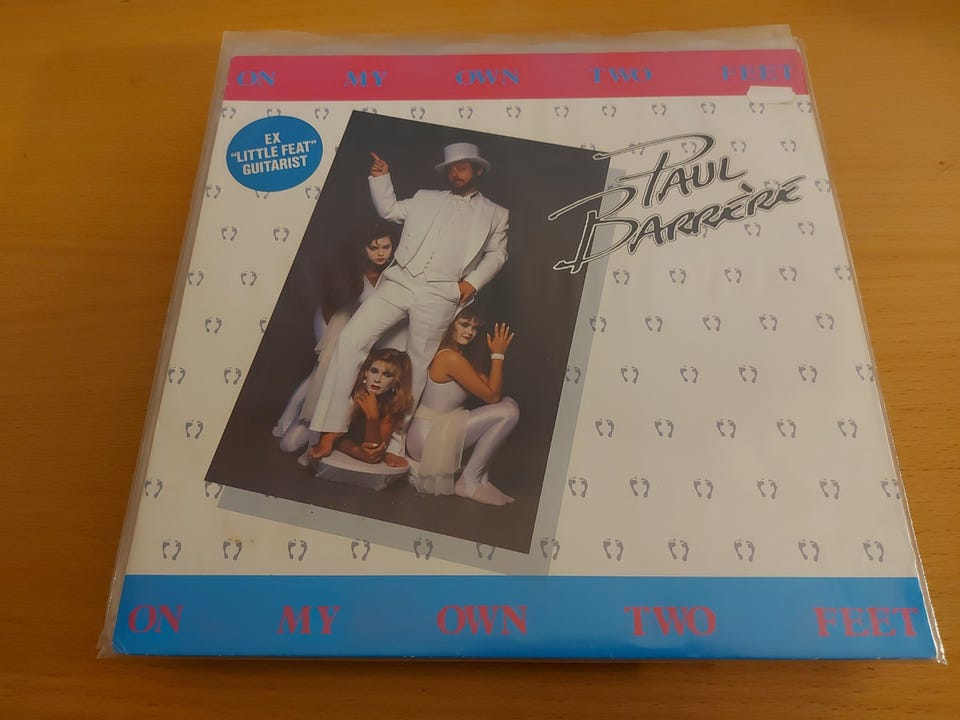 ON MY OWN TWO FEET
EX
"LITTLE FEAT"
GUITARIST
PAUL
BARRÈRE
ON MY OWN TWO FEET